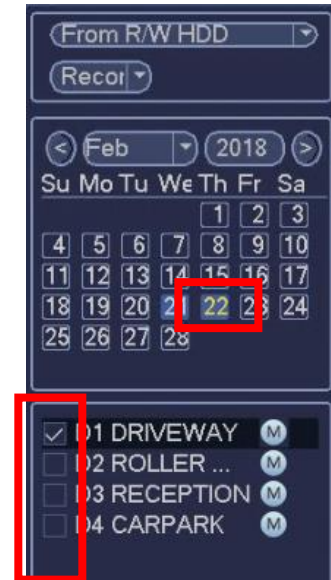 From R/W HDD
Recor
< Feb 2018 >
Su Mo Tu We Th Fr Sa
1 2 3
4 5 6 7 8 9 10
11 12 13 14 15 16 17
18 19 20 21 22 23 24
25 26 27 28
D1 DRIVEWAY M
D2 ROLLER ... M
D3 RECEPTION M
D4 CARPARK M